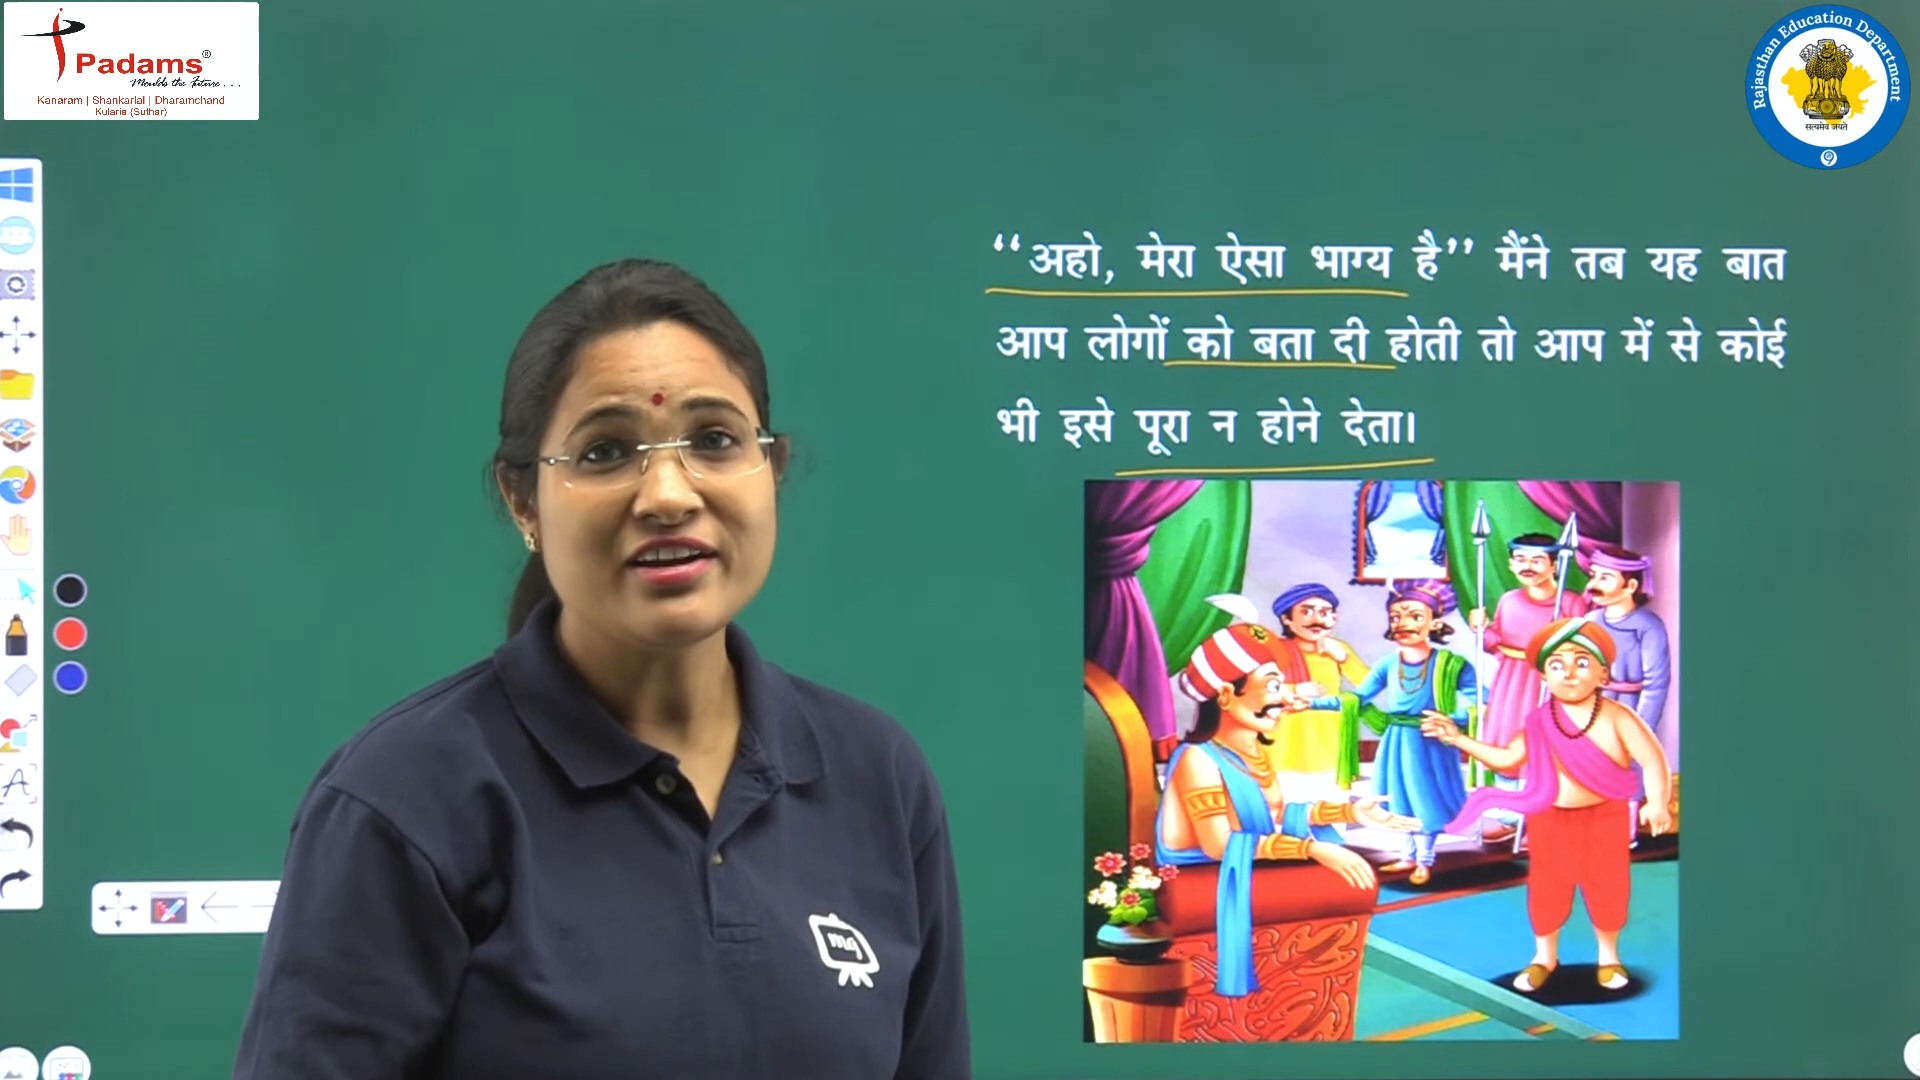 Padams®
Moulds the Future...
Kanaram | Shankarlal | Dharamchand
Kularia (Suthar)
Rajasthan Education Department
सत्यमेव जयते
“अहो, मेरा ऐसा भाग्य है” मैंने तब यह बात
आप लोगों को बता दी होती तो आप में से कोई
भी इसे पूरा न होने देता।
A
mg